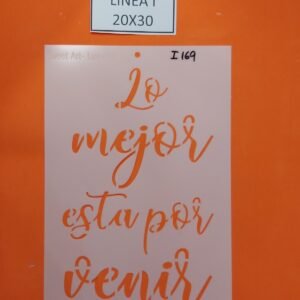 LINEA I
20X30
I 169
Lo
mejor
esta por
venir